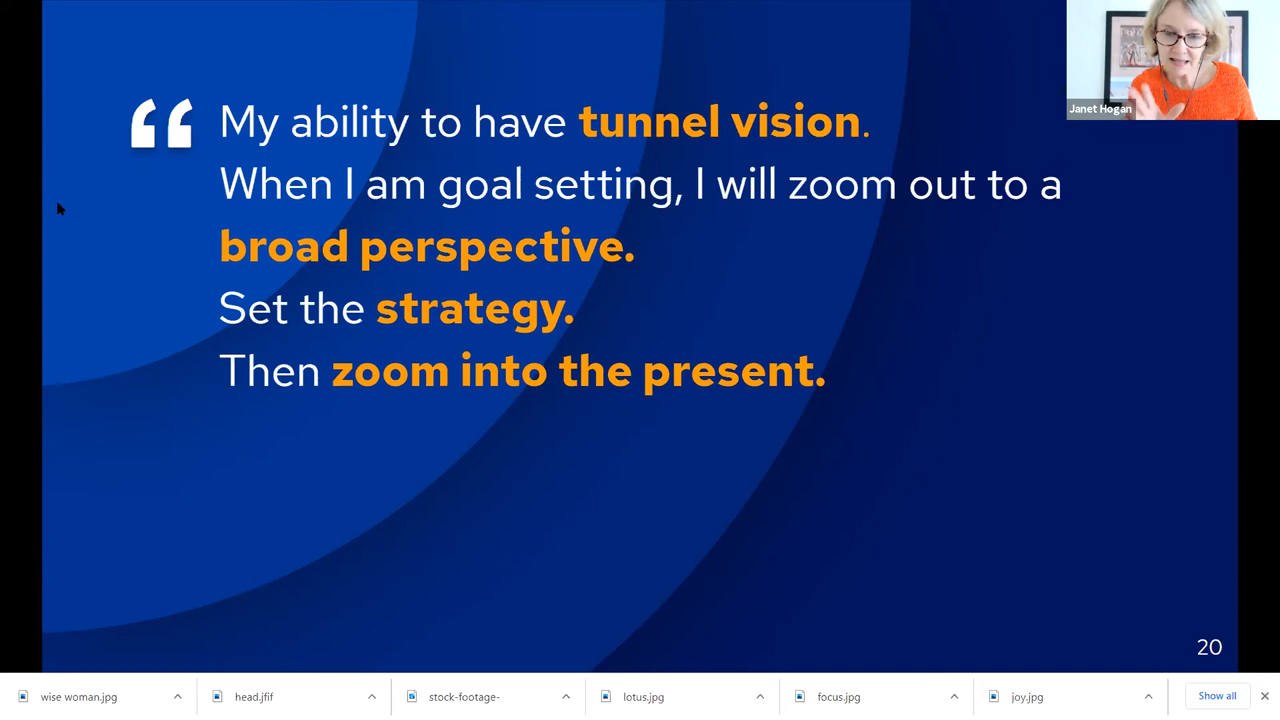 “
My ability to have tunnel vision.
When I am goal setting, I will zoom out to a
broad perspective.
Set the strategy.
Then zoom into the present.
Janet Hogan
20
wise woman.jpg
head.jfif
stock-footage-
lotus.jpg
focus.jpg
joy.jpg
Show all